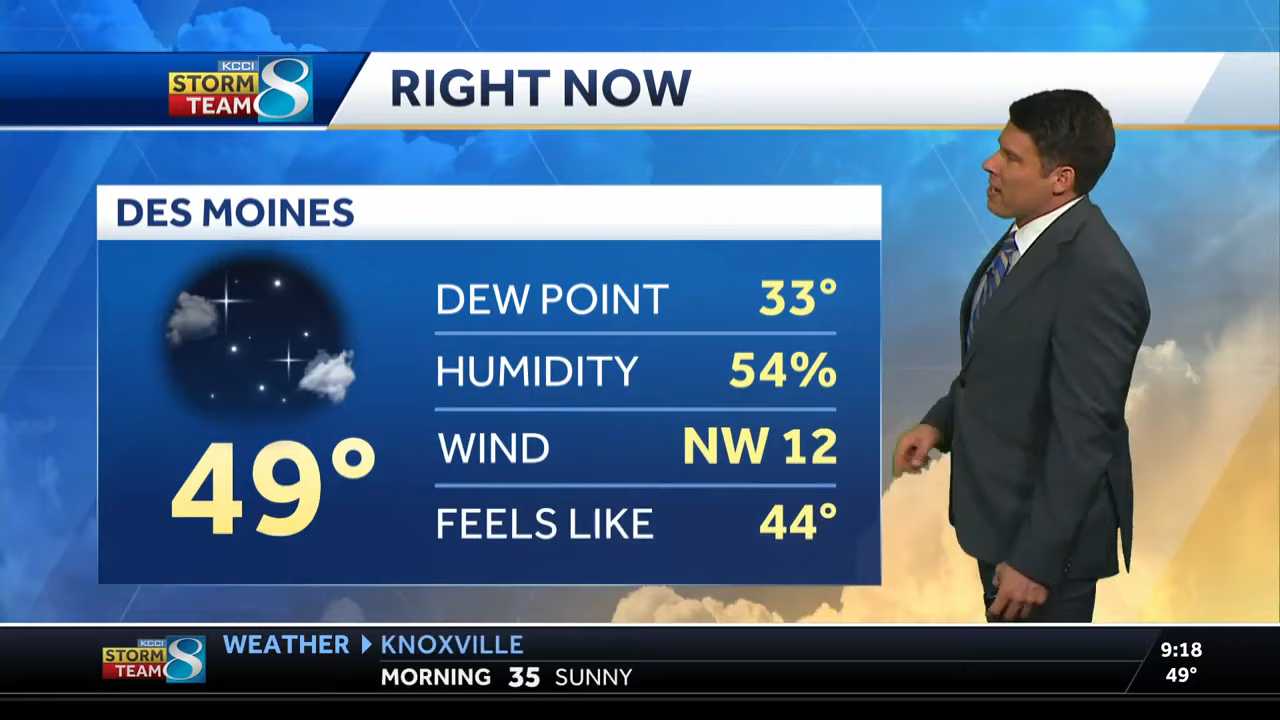 KCCI
STORM
TEAM 8
RIGHT NOW
DES MOINES
49°
DEW POINT 33°
HUMIDITY 54%
WIND NW 12
FEELS LIKE 44°
KCCI
STORM
TEAM 8
WEATHER KNOXVILLE
MORNING 35 SUNNY
9:18
49°